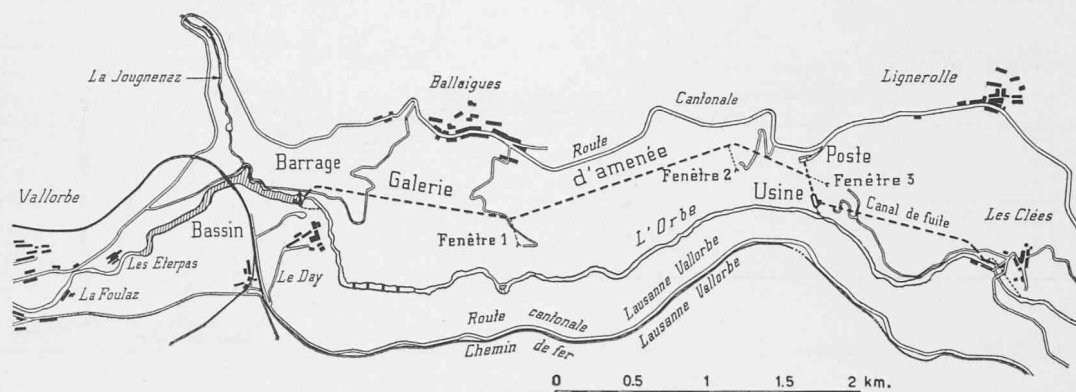 La Jougnenaz
Ballaigues
Lignerolle
Cantonale
Route
Barrage
Galerie
d'amenée
Poste
Fenêtre 2
Fenêtre 3
Vallorbe
Usine
Canal de fuite
Les Clées
Bassin
Fenêtre 1
L'Orbe
Les Eterpas
Le Day
La Foulaz
Lausanne Vallorbe
Lausanne Vallorbe
Route cantonale
Chemin de fer
0 0.5 1 2 km.